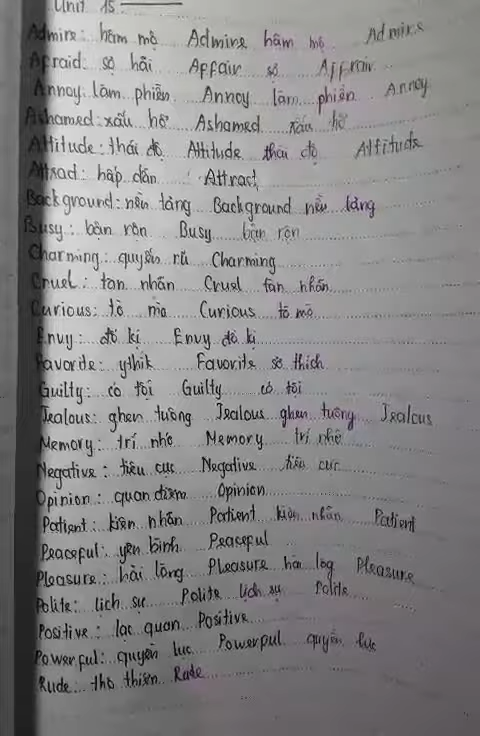 Unit 15
Admire: hâm mộ Admire hâm mộ Admire
Afraid: sợ hãi Affair sợ Affrair
Annoy: làm phiền Annoy làm phiền Annoy
Ashamed: xấu hổ Ashamed xấu hổ
Attitude: thái độ Attitude thái độ Attitude
Attrad: hấp dẫn Attract
Background: nền tảng Background nền tảng
Busy: bận rộn Busy bận rộn
Charming: quyến rũ Charming
Cruel: tàn nhẫn Cruel tàn nhẫn
Curious: tò mò Curious tò mò
Envy: đố kị Envy đố kị
Favorite: ythik Favorite sở thích
Guilty: có tội Guilty có tội
Jealous: ghen tuông Jealous ghen tuông Jealous
Memory: trí nhớ Memory trí nhớ
Negative: tiêu cực Negative tiêu cực
Opinion: quan điểm Opinion
Patient: kiên nhẫn Patient kiên nhẫn Patient
Peaceful: yên bình Peaceful
Pleasure: hài lòng Pleasure hài lòg Pleasure
Polite: lịch sự Polite lịch sự Polite
Positive: lạc quan Positive
Powerful: quyền lực Powerful quyền lực
Rude: thô thiển Rude